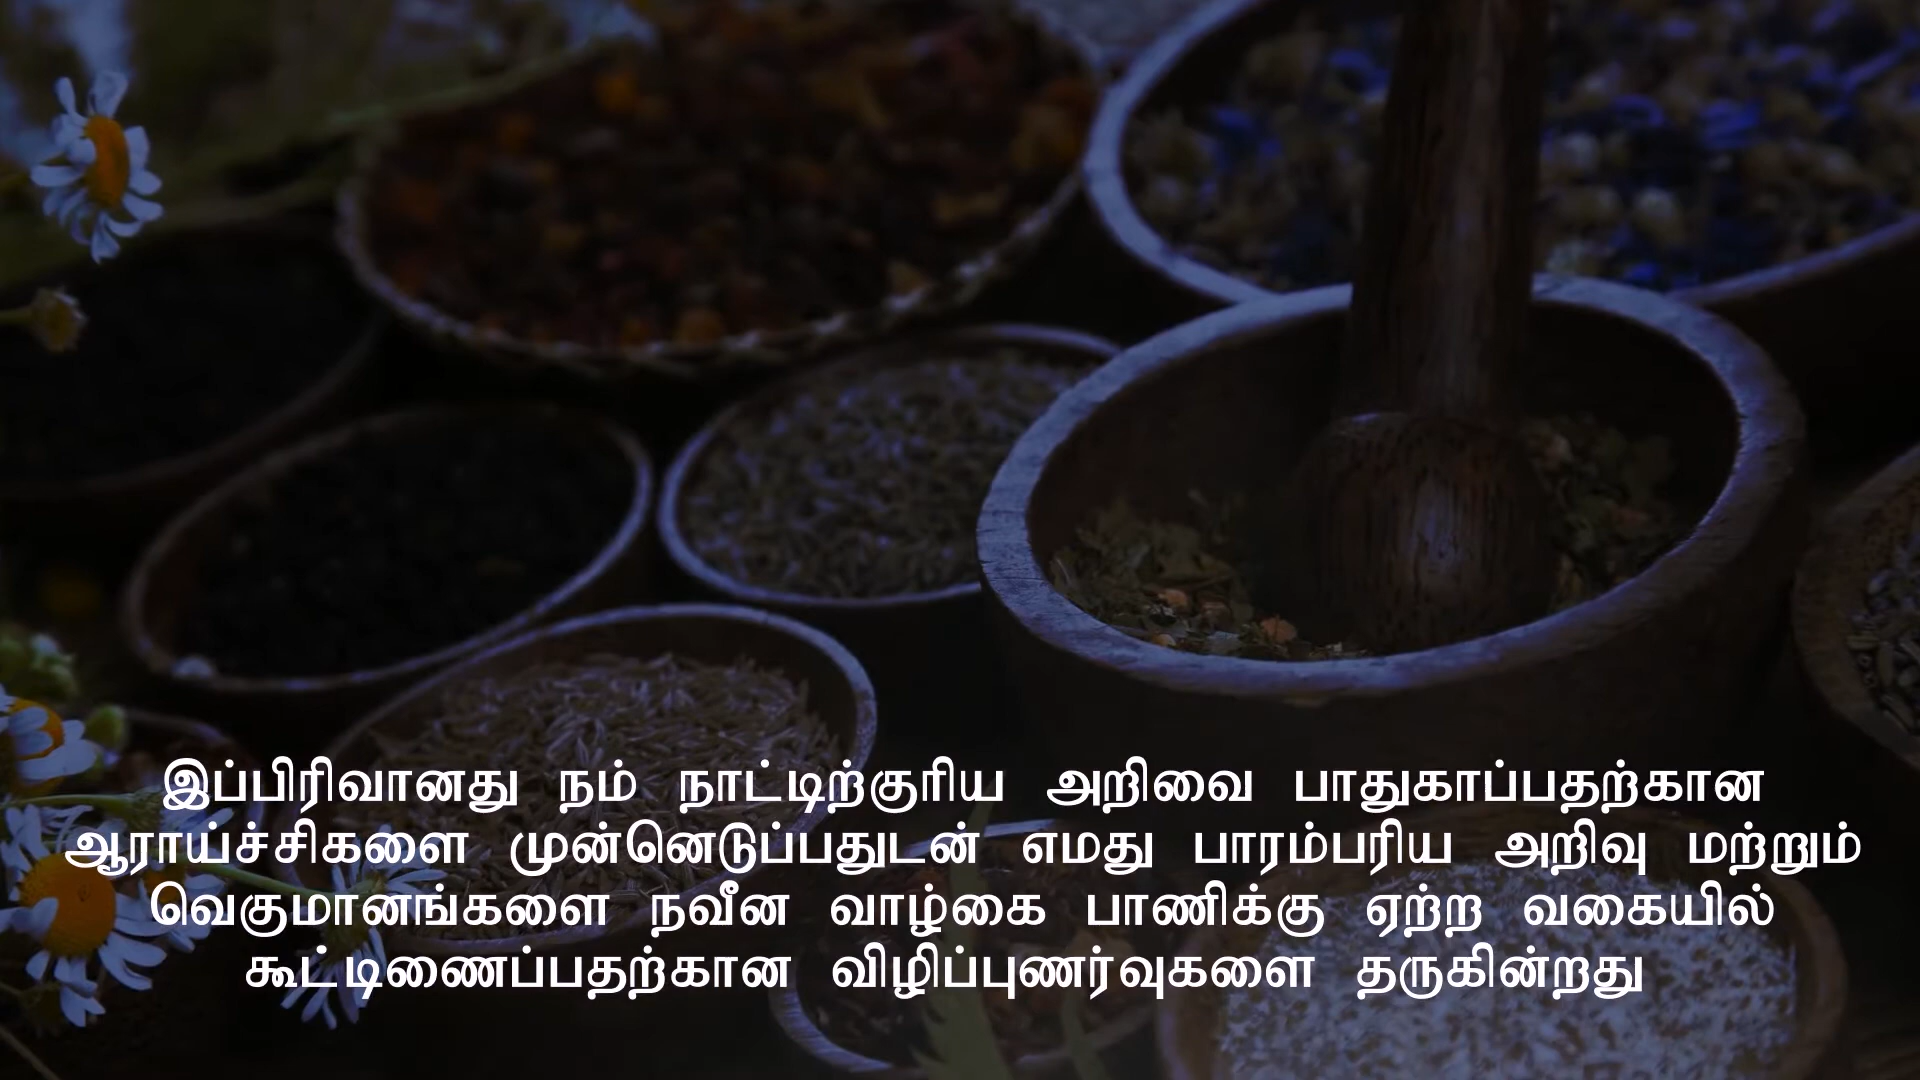 இப்பிரிவானது நம் நாட்டிற்குரிய அறிவை பாதுகாப்பதற்கான
ஆராய்ச்சிகளை முன்னெடுப்பதுடன் எமது பாரம்பரிய அறிவு மற்றும்
வெகுமானங்களை நவீன வாழ்கை பாணிக்கு ஏற்ற வகையில்
கூட்டிணைப்பதற்கான விழிப்புணர்வுகளை தருகின்றது